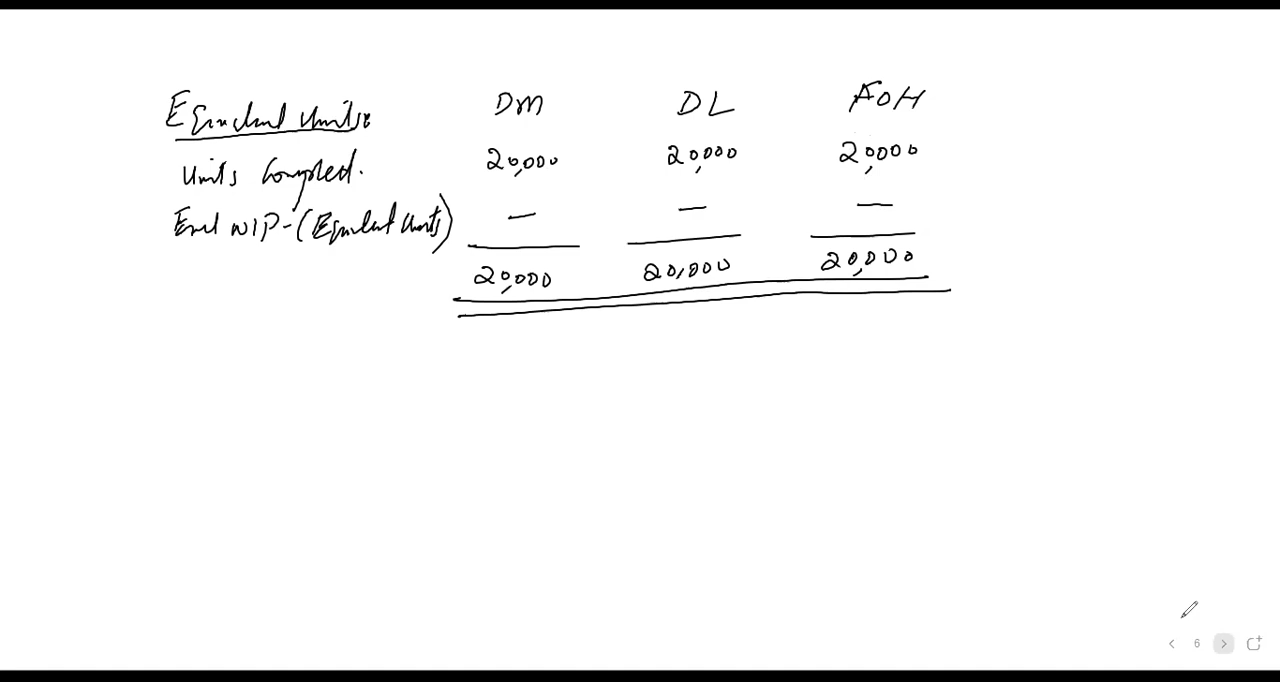 Equivalent Units: DM DL FOH
Units Completed. 20,000 20,000 20,000
End WIP-(Equivalent Units) — — —
20,000 20,000 20,000
6